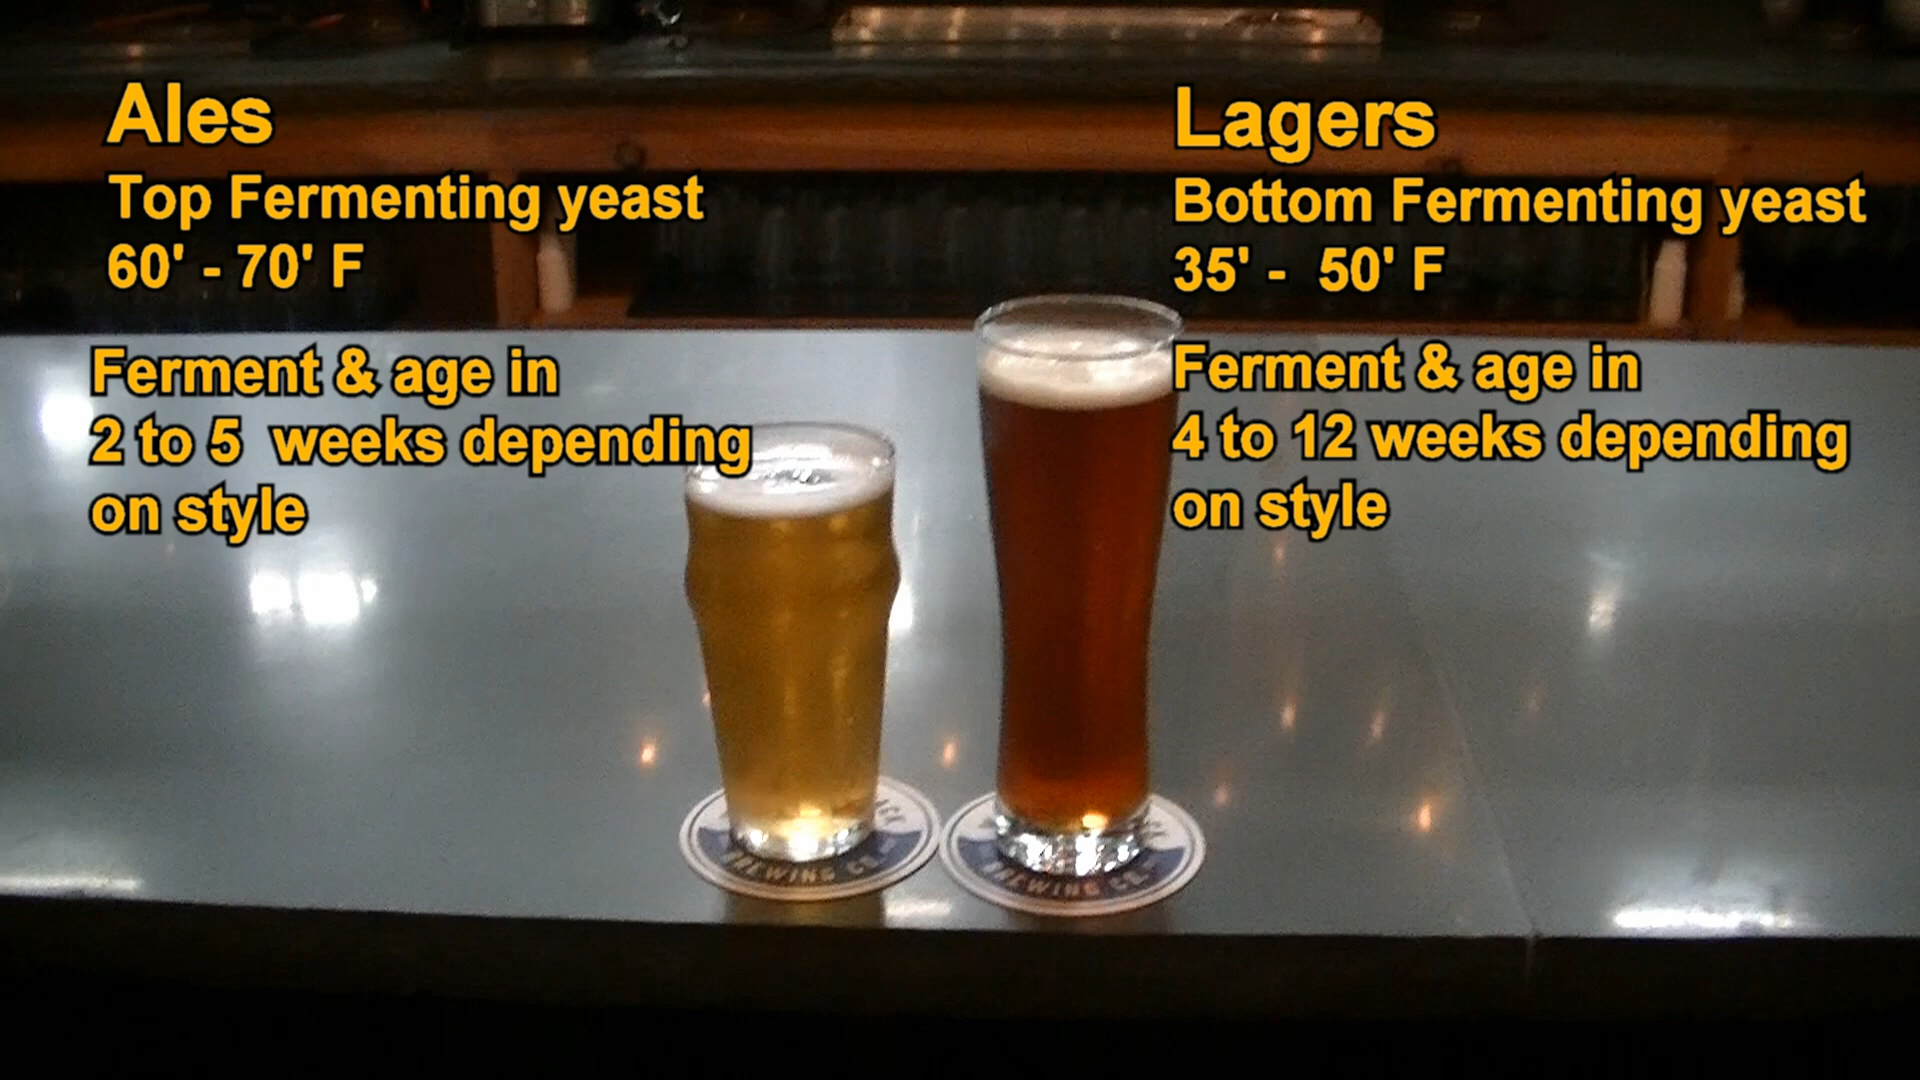 Ales
Top Fermenting yeast
60' - 70' F
Ferment & age in
2 to 5 weeks depending
on style
Lagers
Bottom Fermenting yeast
35' - 50' F
Ferment & age in
4 to 12 weeks depending
on style
BREWING CO
BREWING CO.